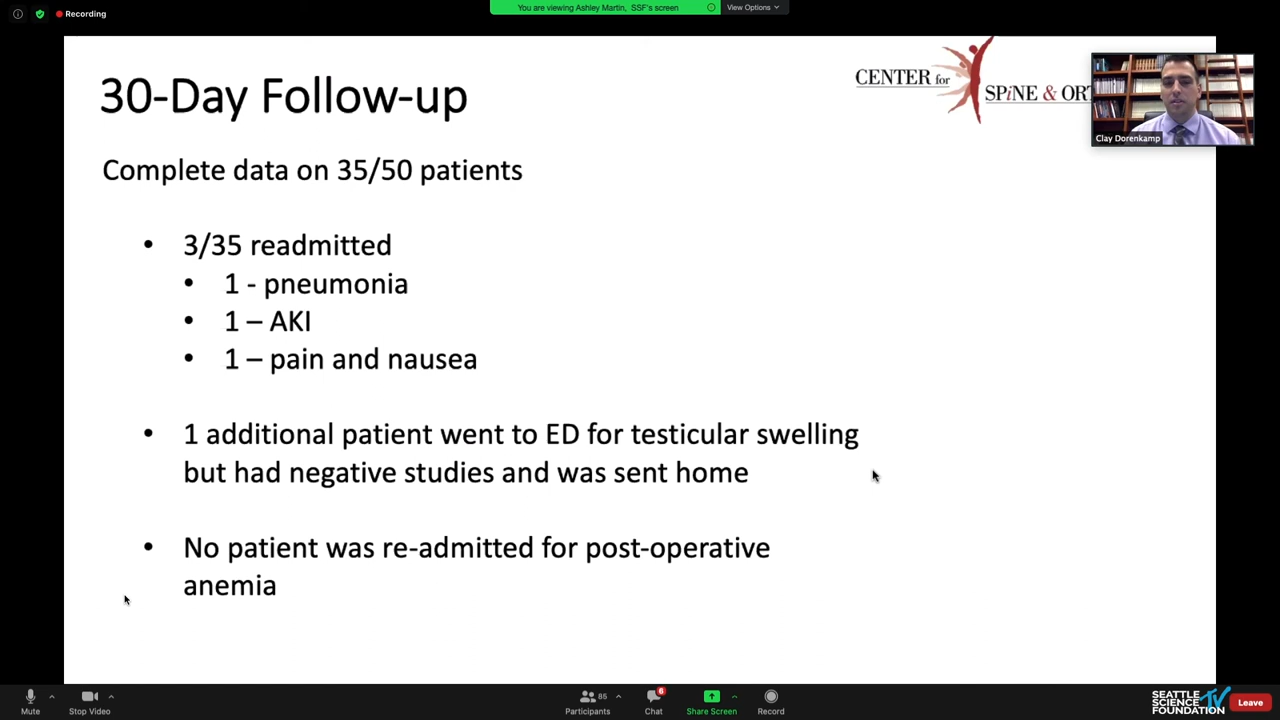 Recording
You are viewing Ashley Martin, SSF's screen
View Options
30-Day Follow-up
CENTER for
SPiNE & ORT
Clay Dorenkamp
Complete data on 35/50 patients
• 3/35 readmitted
• 1 - pneumonia
• 1 – AKI
• 1 – pain and nausea
• 1 additional patient went to ED for testicular swelling
but had negative studies and was sent home
• No patient was re-admitted for post-operative
anemia
Mute
Stop Video
85
Participants
6
Chat
Share Screen
Record
SEATTLE
SCIENCE
FOUNDATION
TV
Leave